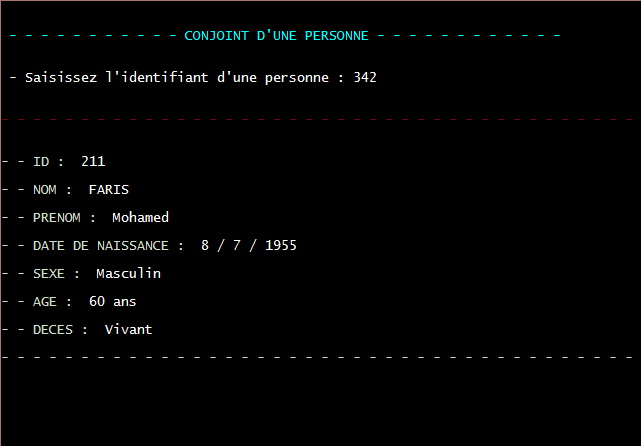 - - - - - - - - - - - CONJOINT D'UNE PERSONNE - - - - - - - - - - - -
- Saisissez l'identifiant d'une personne : 342
- - - - - - - - - - - - - - - - - - - - - - - - - - - - - - - - - - - - - - - -
- - ID : 211
- - NOM : FARIS
- - PRENOM : Mohamed
- - DATE DE NAISSANCE : 8 / 7 / 1955
- - SEXE : Masculin
- - AGE : 60 ans
- - DECES : Vivant
- - - - - - - - - - - - - - - - - - - - - - - - - - - - - - - - - - - - - - - -